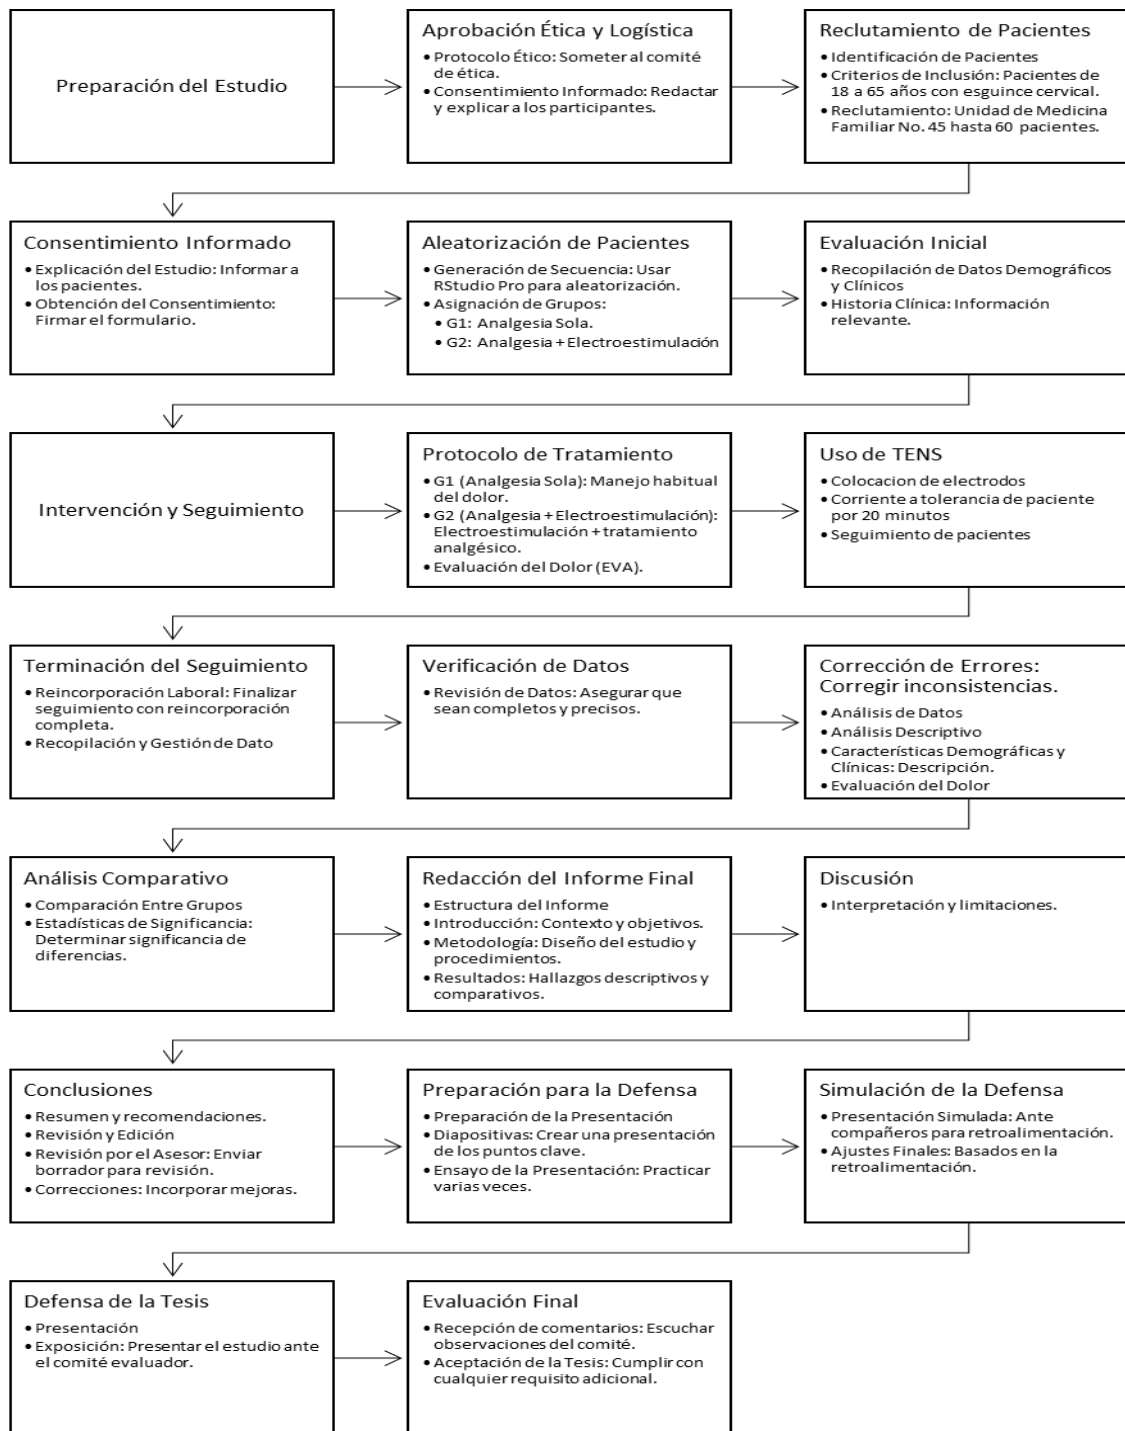 Preparación del Estudio
Aprobación Ética y Logística
• Protocolo Ético: Someter al comité
de ética.
• Consentimiento Informado: Redactar
y explicar a los participantes.
Reclutamiento de Pacientes
• Identificación de Pacientes
• Criterios de Inclusión: Pacientes de
18 a 65 años con esguince cervical.
• Reclutamiento: Unidad de Medicina
Familiar No. 45 hasta 60 pacientes.
Consentimiento Informado
• Explicación del Estudio: Informar a
los pacientes.
• Obtención del Consentimiento:
Firmar el formulario.
Aleatorización de Pacientes
• Generación de Secuencia: Usar
RStudio Pro para aleatorización.
• Asignación de Grupos:
• G1: Analgesia Sola.
• G2: Analgesia + Electroestimulación
Evaluación Inicial
• Recopilación de Datos Demográficos
y Clínicos
• Historia Clínica: Información
relevante.
Intervención y Seguimiento
Protocolo de Tratamiento
• G1 (Analgesia Sola): Manejo habitual
del dolor.
• G2 (Analgesia + Electroestimulación):
Electroestimulación + tratamiento
analgésico.
• Evaluación del Dolor (EVA).
Uso de TENS
• Colocacion de electrodos
• Corriente a tolerancia de paciente
por 20 minutos
• Seguimiento de pacientes
Terminación del Seguimiento
• Reincorporación Laboral: Finalizar
seguimiento con reincorporación
completa.
• Recopilación y Gestión de Dato
Verificación de Datos
• Revisión de Datos: Asegurar que
sean completos y precisos.
Corrección de Errores:
Corregir inconsistencias.
• Análisis de Datos
• Análisis Descriptivo
• Características Demográficas y
Clínicas: Descripción.
• Evaluación del Dolor
Análisis Comparativo
• Comparación Entre Grupos
• Estadísticas de Significancia:
Determinar significancia de
diferencias.
Redacción del Informe Final
• Estructura del Informe
• Introducción: Contexto y objetivos.
• Metodología: Diseño del estudio y
procedimientos.
• Resultados: Hallazgos descriptivos y
comparativos.
Discusión
• Interpretación y limitaciones.
Conclusiones
• Resumen y recomendaciones.
• Revisión y Edición
• Revisión por el Asesor: Enviar
borrador para revisión.
• Correcciones: Incorporar mejoras.
Preparación para la Defensa
• Preparación de la Presentación
• Diapositivas: Crear una presentación
de los puntos clave.
• Ensayo de la Presentación: Practicar
varias veces.
Simulación de la Defensa
• Presentación Simulada: Ante
compañeros para retroalimentación.
• Ajustes Finales: Basados en la
retroalimentación.
Defensa de la Tesis
• Presentación
• Exposición: Presentar el estudio ante
el comité evaluador.
Evaluación Final
• Recepción de comentarios: Escuchar
observaciones del comité.
• Aceptación de la Tesis: Cumplir con
cualquier requisito adicional.